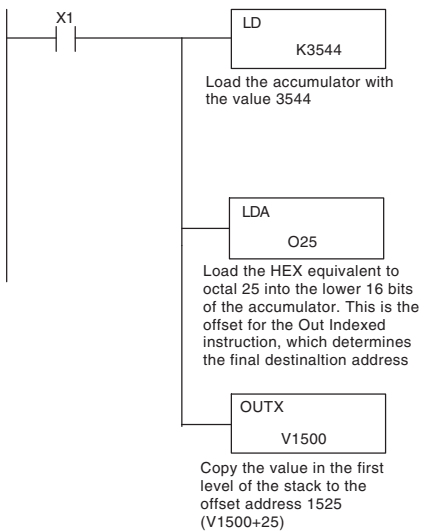 X1
LD
K3544
Load the accumulator with
the value 3544
LDA
O25
Load the HEX equivalent to
octal 25 into the lower 16 bits
of the accumulator. This is the
offset for the Out Indexed
instruction, which determines
the final destinaltion address
OUTX
V1500
Copy the value in the first
level of the stack to the
offset address 1525
(V1500+25)